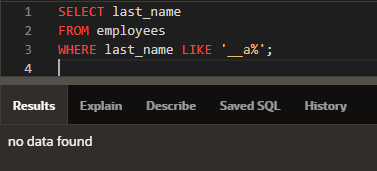 1 SELECT last_name
2 FROM employees
3 WHERE last_name LIKE '__a%';
4
Results Explain Describe Saved SQL History
no data found